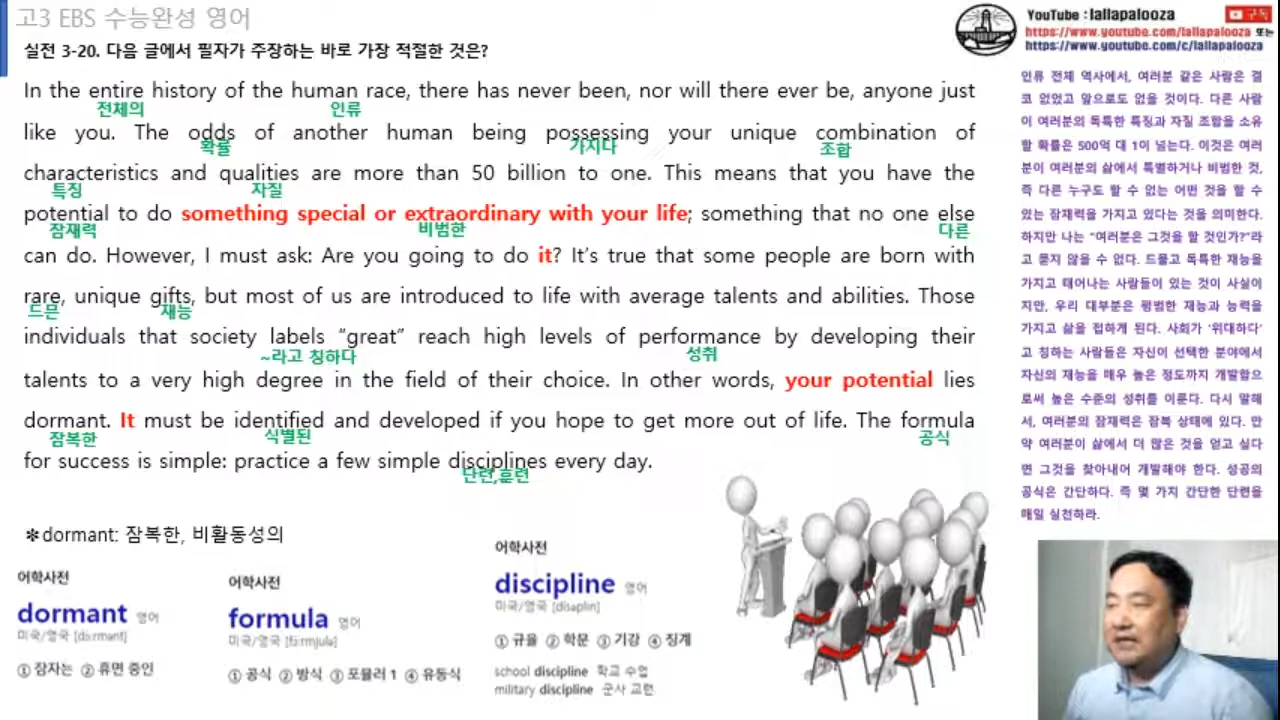 고3 EBS 수능완성 영어
실전 3-20. 다음 글에서 필자가 주장하는 바로 가장 적절한 것은?
In the entire history of the human race, there has never been, nor will there ever be, anyone just
전체의 인류
like you. The odds of another human being possessing your unique combination of
확률 가지다 조합
characteristics and qualities are more than 50 billion to one. This means that you have the
특징 자질
potential to do something special or extraordinary with your life; something that no one else
잠재력 비범한 다른
can do. However, I must ask: Are you going to do it? It's true that some people are born with
rare, unique gifts, but most of us are introduced to life with average talents and abilities. Those
드문 재능
individuals that society labels “great” reach high levels of performance by developing their
~라고 칭하다 성취
talents to a very high degree in the field of their choice. In other words, your potential lies
dormant. It must be identified and developed if you hope to get more out of life. The formula
잠복한 식별된 공식
for success is simple: practice a few simple disciplines every day.
단련,훈련
✻dormant: 잠복한, 비활동성의
어학사전
dormant 영어
미국/영국 [dɔːrmənt]
① 잠자는 ② 휴면 중인
어학사전
formula 영어
미국/영국 [fɔːrmjulə]
① 공식 ② 방식 ③ 포뮬러 1 ④ 유동식
어학사전
discipline 영어
미국/영국 [dɪsəplɪn]
① 규율 ② 학문 ③ 기강 ④ 징계
school discipline 학교 수업
military discipline 군사 교련
YouTube : lallapalooza
구독
https://www.youtube.com/lallapalooza 또는
https://www.youtube.com/c/lallapalooza
인류 전체 역사에서, 여러분 같은 사람은 결
코 없었고 앞으로도 없을 것이다. 다른 사람
이 여러분의 독특한 특징과 자질 조합을 소유
할 확률은 500억 대 1이 넘는다. 이것은 여러
분이 여러분의 삶에서 특별하거나 비범한 것,
즉 다른 누구도 할 수 없는 어떤 것을 할 수
있는 잠재력을 가지고 있다는 것을 의미한다.
하지만 나는 “여러분은 그것을 할 것인가?”라
고 묻지 않을 수 없다. 드물고 독특한 재능을
가지고 태어나는 사람들이 있는 것이 사실이
지만, 우리 대부분은 평범한 재능과 능력을
가지고 삶을 접하게 된다. 사회가 ‘위대하다’
고 칭하는 사람들은 자신이 선택한 분야에서
자신의 재능을 매우 높은 정도까지 개발함으
로써 높은 수준의 성취를 이룬다. 다시 말해
서, 여러분의 잠재력은 잠복 상태에 있다. 만
약 여러분이 삶에서 더 많은 것을 얻고 싶다
면 그것을 찾아내어 개발해야 한다. 성공의
공식은 간단하다. 즉 몇 가지 간단한 단련을
매일 실천하라.